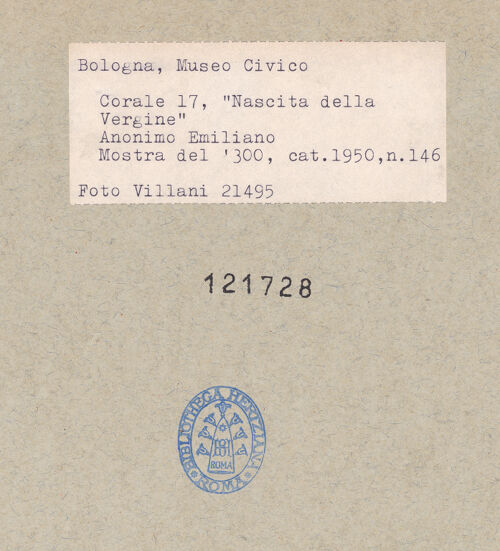 Bologna, Museo Civico
Corale 17, "Nascita della
Vergine"
Anonimo Emiliano
Mostra del '300, cat.1950,n.146
Foto Villani 21495
121728
BIBLIOTHECA HERTZIANA
ROMA
ROMA